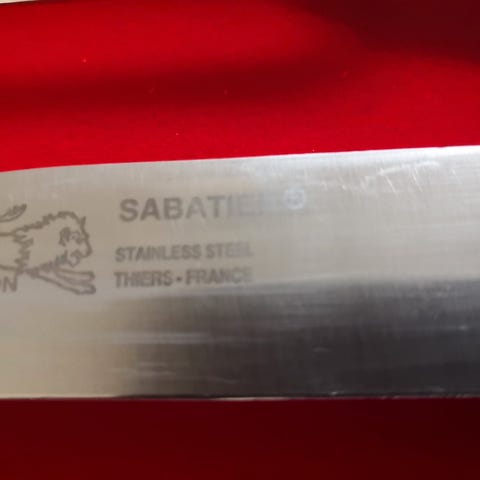 SABATIER
STAINLESS STEEL
THIERS • FRANCE